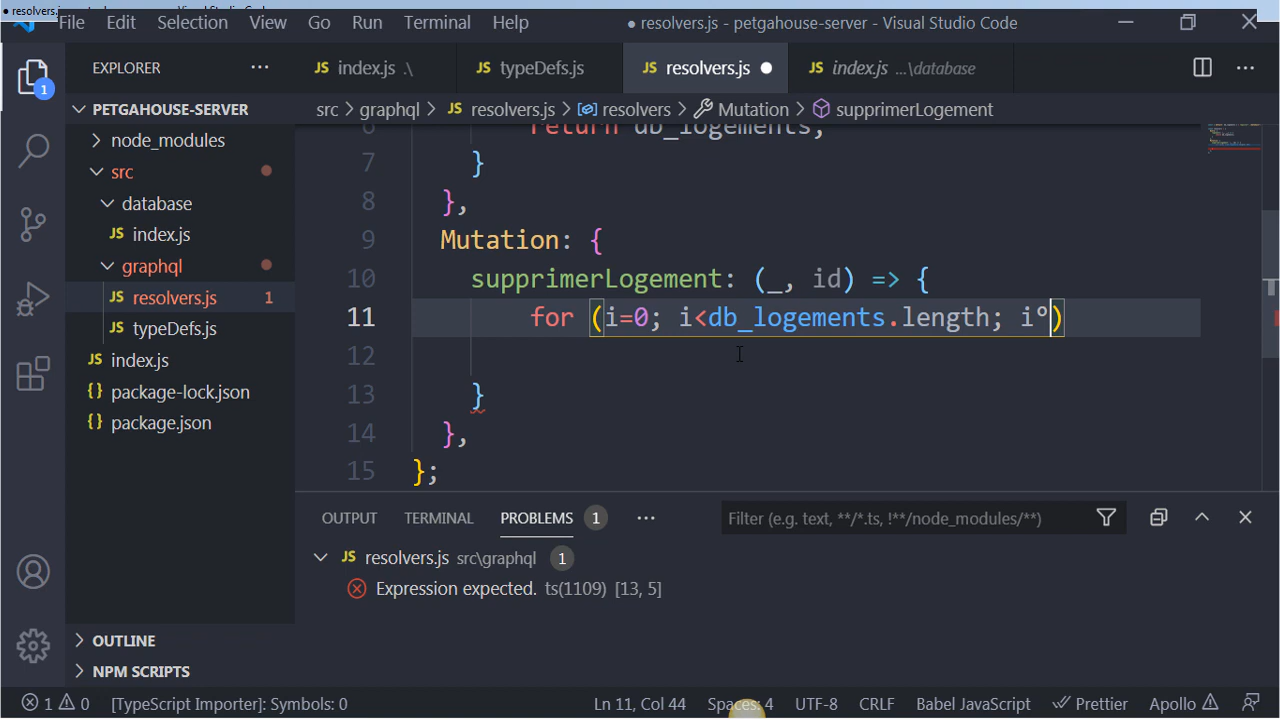 ● resolvers.
File Edit Selection View Go Run Terminal Help ● resolvers.js - petgahouse-server - Visual Studio Code
EXPLORER ··· JS index.js .\ JS typeDefs.js JS resolvers.js ● JS index.js ...\database ···
1
PETGAHOUSE-SERVER src > graphql > JS resolvers.js > resolvers > Mutation > supprimerLogement
node_modules
src
database
JS index.js
graphql
JS resolvers.js 1
JS typeDefs.js
JS index.js
{} package-lock.json
{} package.json
6 return db_logements;
7 }
8 },
9 Mutation: {
10 supprimerLogement: (_, id) => {
11 for (i=0; i<db_logements.length; i°)
12
13 }
14 },
15 };
OUTPUT TERMINAL PROBLEMS 1 ··· Filter (e.g. text, **/*.ts, !**/node_modules/**)
JS resolvers.js src\graphql 1
Expression expected. ts(1109) [13, 5]
OUTLINE
NPM SCRIPTS
1 0 [TypeScript Importer]: Symbols: 0 Ln 11, Col 44 Spaces: 4 UTF-8 CRLF Babel JavaScript Prettier Apollo